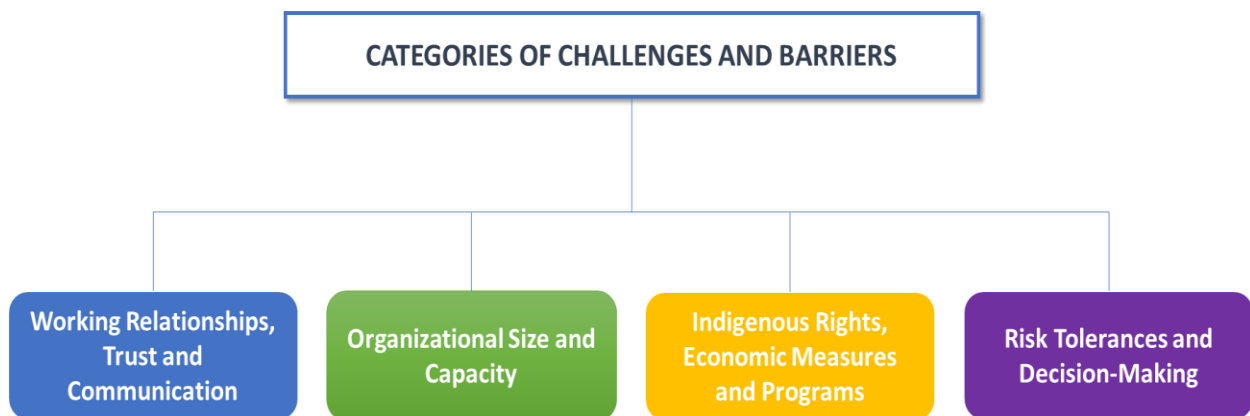 CATEGORIES OF CHALLENGES AND BARRIERS
Working Relationships,
Trust and
Communication
Organizational Size and
Capacity
Indigenous Rights,
Economic Measures
and Programs
Risk Tolerances and
Decision-Making